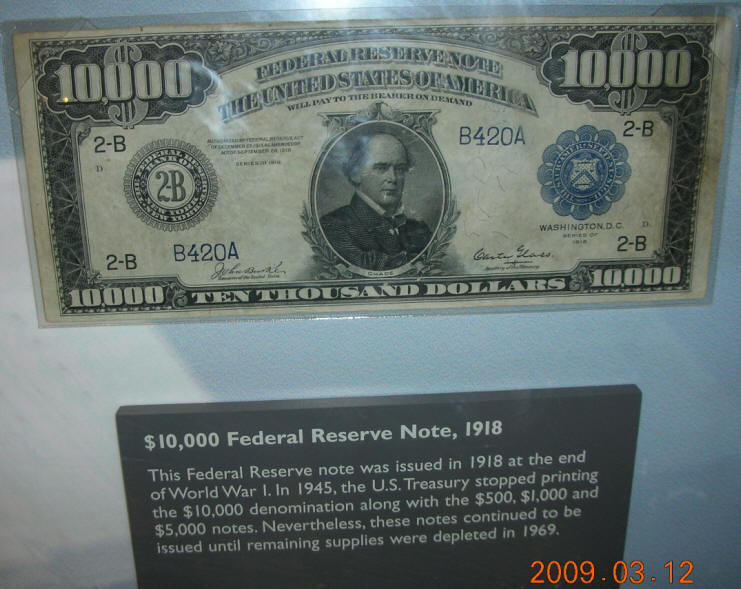 10,000
FEDERAL RESERVE NOTE
10,000
THE UNITED STATES OF AMERICA
WILL PAY TO THE BEARER ON DEMAND
2-B
B420A
2-B
D
SERIES OF 1918
2B
WASHINGTON, D.C. D
SERIES OF
1918
2-B
B420A
2-B
CHASE
10,000 TEN THOUSAND DOLLARS 10,000
$10,000 Federal Reserve Note, 1918
This Federal Reserve note was issued in 1918 at the end
of World War I. In 1945, the U.S. Treasury stopped printing
the $10,000 denomination along with the $500, $1,000 and
$5,000 notes. Nevertheless, these notes continued to be
issued until remaining supplies were depleted in 1969.
2009.03.12